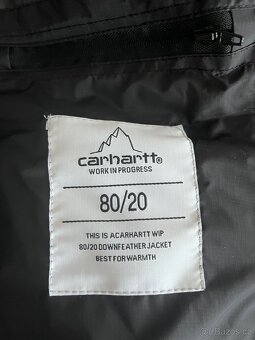 carhartt®
WORK IN PROGRESS
80/20
THIS IS ACARHARTT WIP
80/20 DOWNFEATHER JACKET
BEST FOR WARMTH